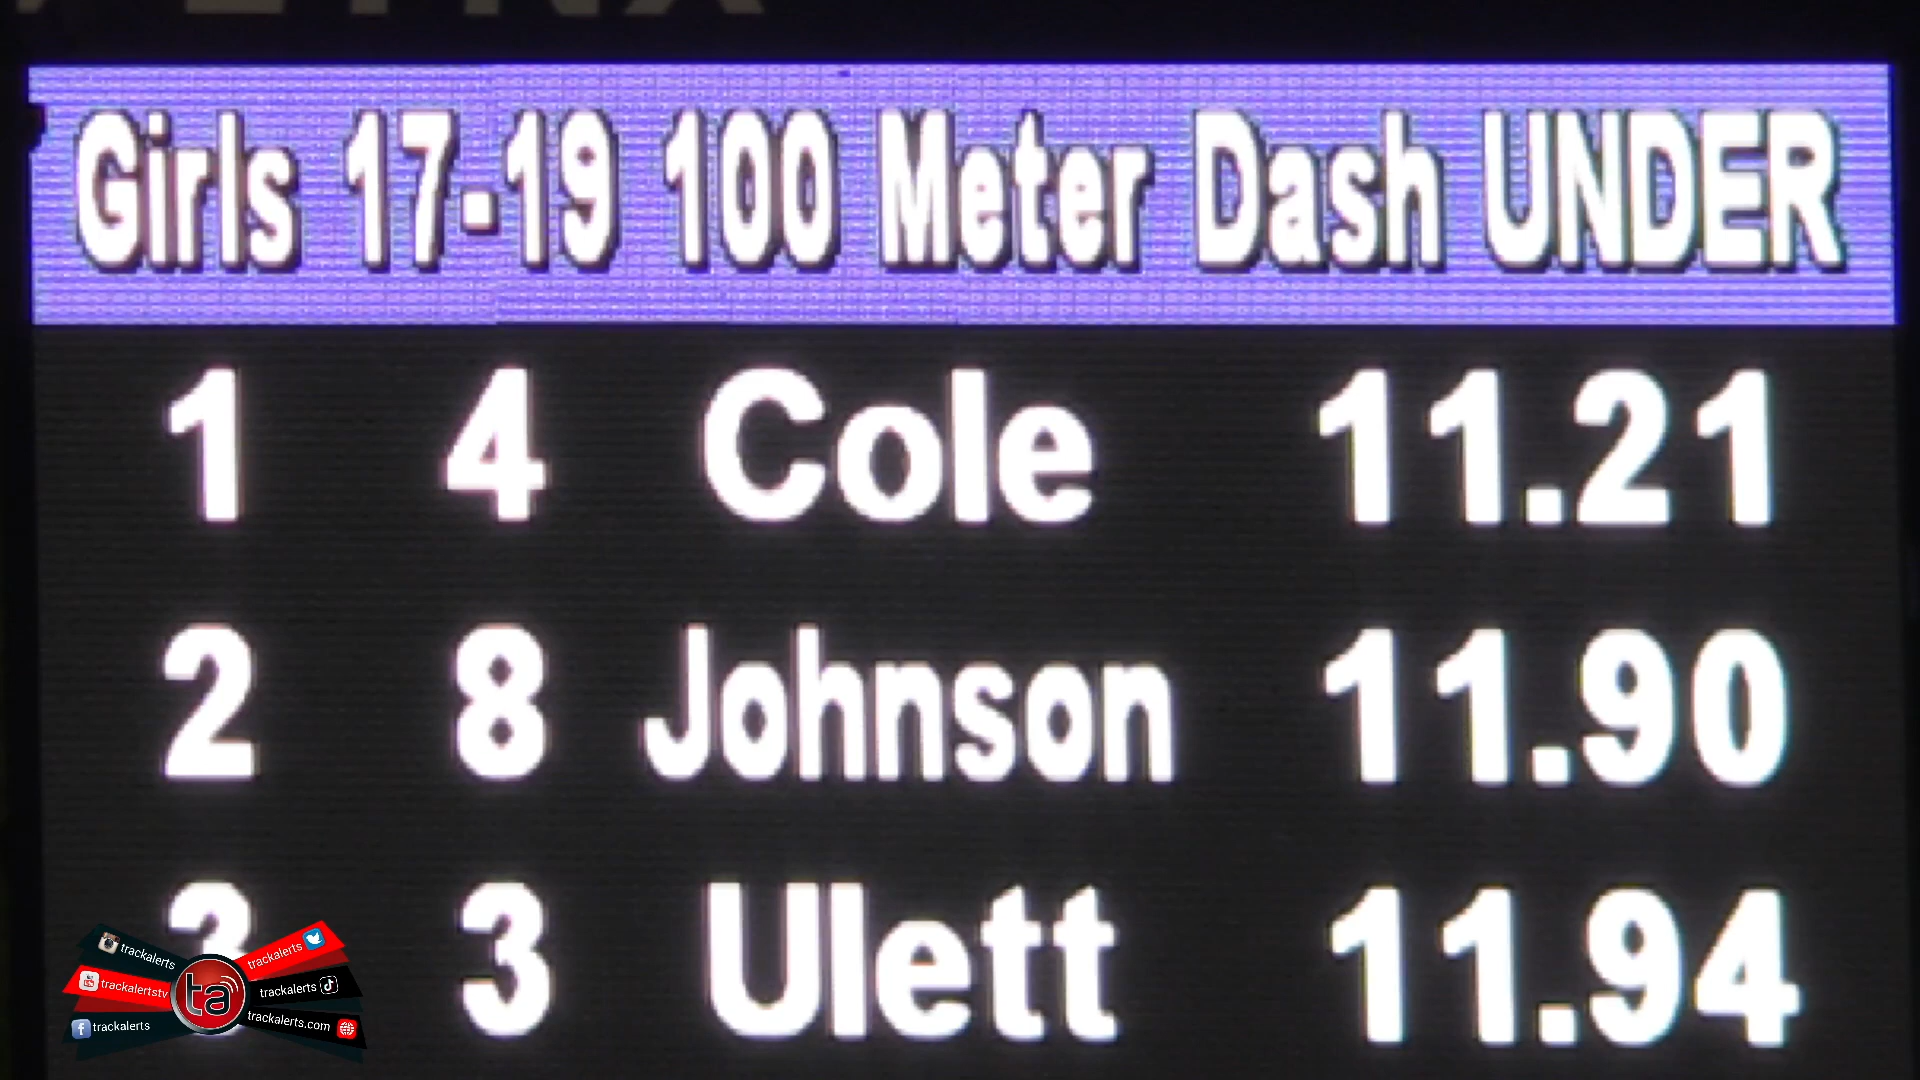 Girls 17-19 100 Meter Dash UNDER
1 4 Cole 11.21
2 8 Johnson 11.90
3 3 Ulett 11.94
trackalerts
trackalertstv
trackalerts
ta
trackalerts
trackalerts
trackalerts.com